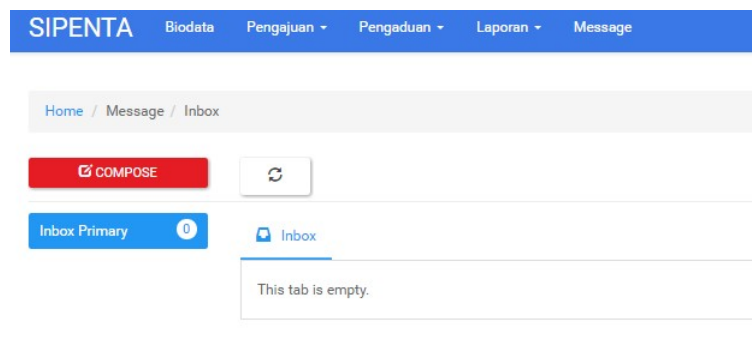 SIPENTA Biodata Pengajuan Pengaduan Laporan Message
Home / Message / Inbox
COMPOSE
Inbox Primary 0
Inbox
This tab is empty.